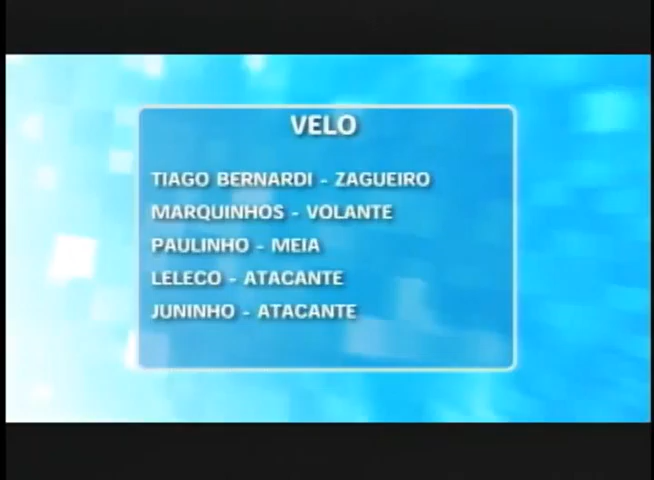 VELO
TIAGO BERNARDI - ZAGUEIRO
MARQUINHOS - VOLANTE
PAULINHO - MEIA
LELECO - ATACANTE
JUNINHO - ATACANTE